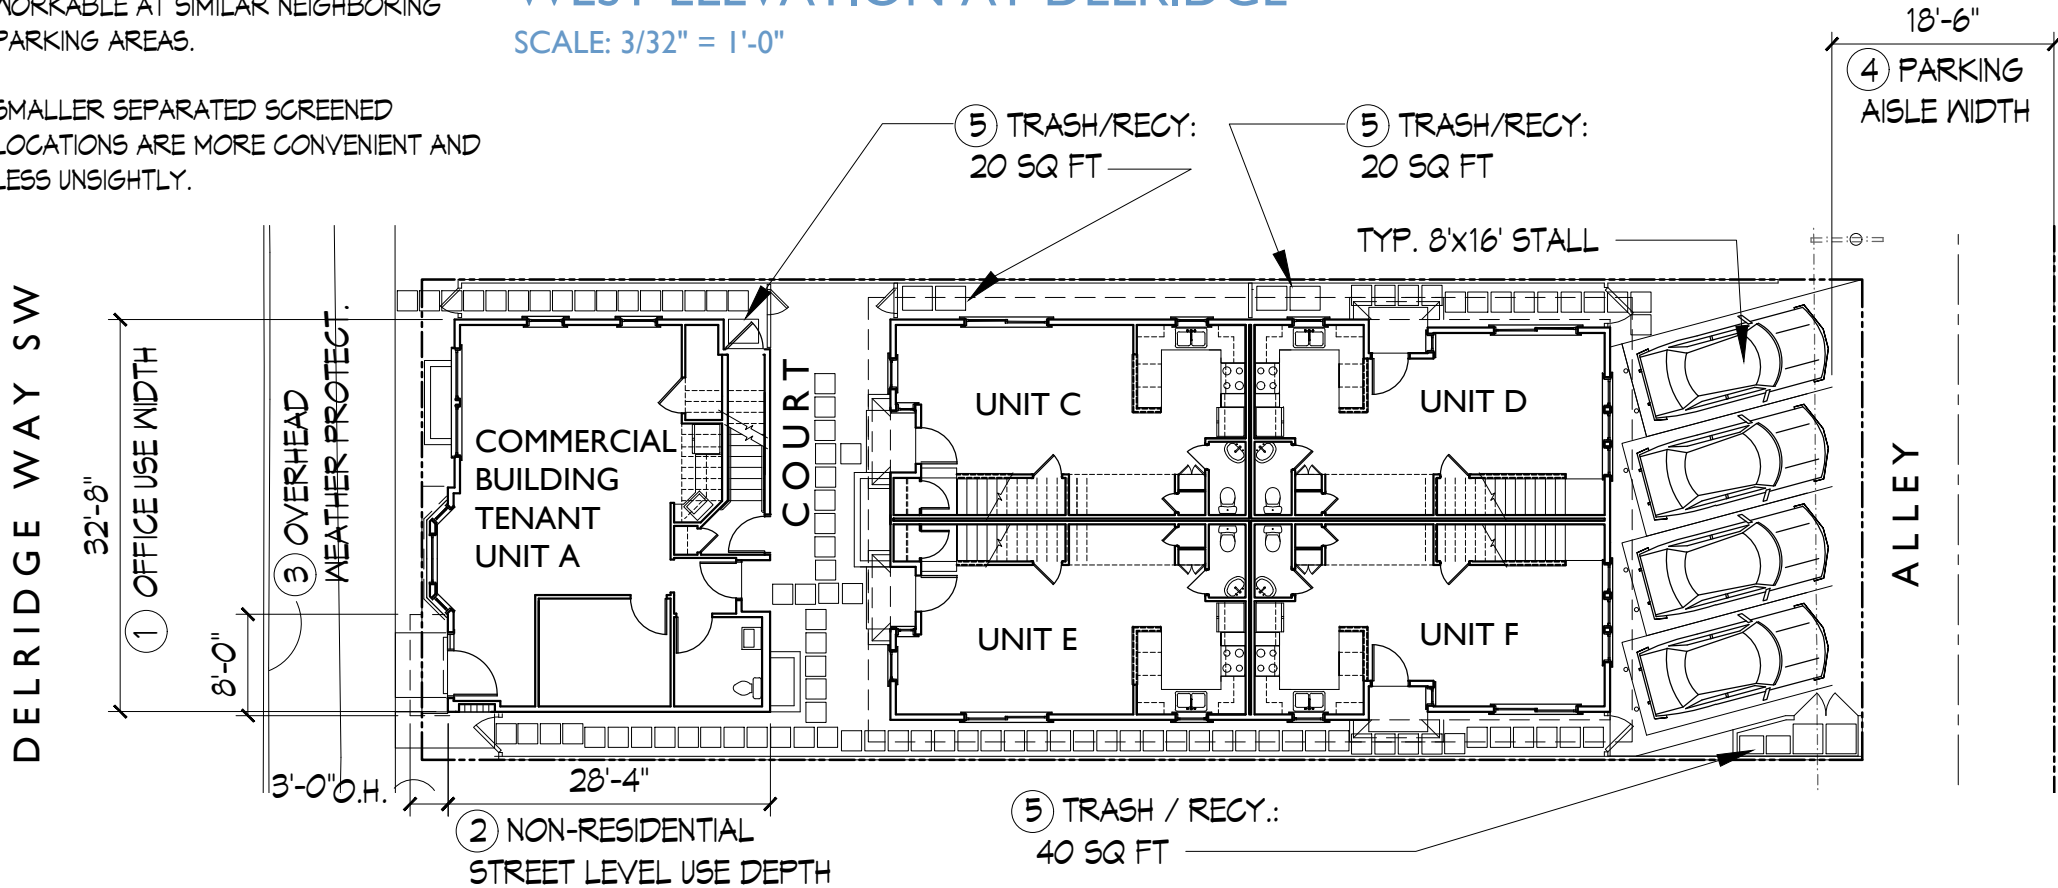 WORKABLE AT SIMILAR NEIGHBORING
PARKING AREAS.
SMALLER SEPARATED SCREENED
LOCATIONS ARE MORE CONVENIENT AND
LESS UNSIGHTLY.
WEST ELEVATION AT DELRIDGE
SCALE: 3/32" = 1'-0"
18'-6"
4 PARKING
AISLE WIDTH
5 TRASH/RECY:
20 SQ FT
5 TRASH/RECY:
20 SQ FT
TYP. 8'x16' STALL
DELRIDGE WAY SW
32'-8"
1 OFFICE USE WIDTH
8'-0"
3 OVERHEAD
WEATHER PROTECT.
COMMERCIAL
BUILDING
TENANT
UNIT A
COURT
UNIT C
UNIT D
UNIT E
UNIT F
ALLEY
3'-0" O.H.
28'-4"
2 NON-RESIDENTIAL
STREET LEVEL USE DEPTH
5 TRASH / RECY.:
40 SQ FT